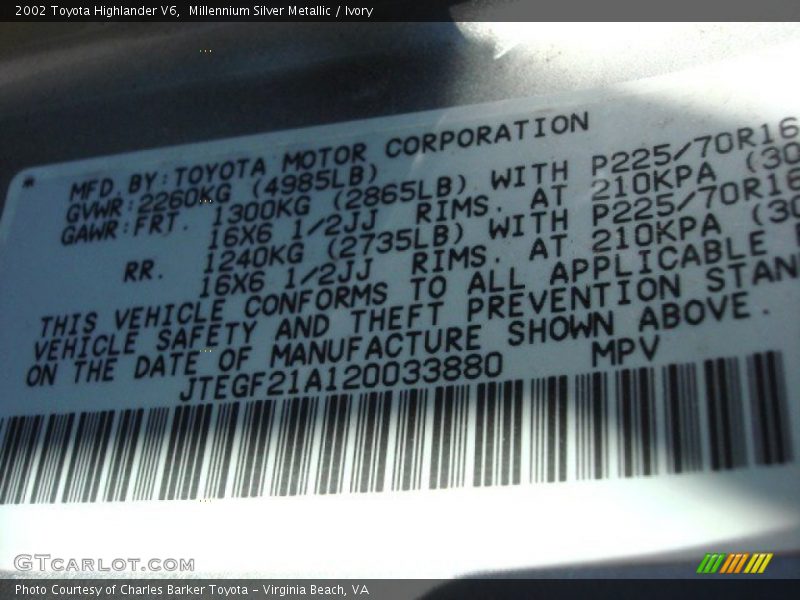 2002 Toyota Highlander V6,  Millennium Silver Metallic / Ivory
MFD. BY: TOYOTA MOTOR CORPORATION
GVWR: 2260KG (4985LB)
GAWR: FRT. 1300KG (2865LB) WITH P225/70R16
16X6 1/2JJ RIMS. AT 210KPA (30
RR. 1240KG (2735LB) WITH P225/70R16
16X6 1/2JJ RIMS. AT 210KPA (30
THIS VEHICLE CONFORMS TO ALL APPLICABLE
VEHICLE SAFETY AND THEFT PREVENTION STAN
ON THE DATE OF MANUFACTURE SHOWN ABOVE.
JTEGF21A120033880 MPV
GTCARLOT.COM
Photo Courtesy of Charles Barker Toyota - Virginia Beach, VA